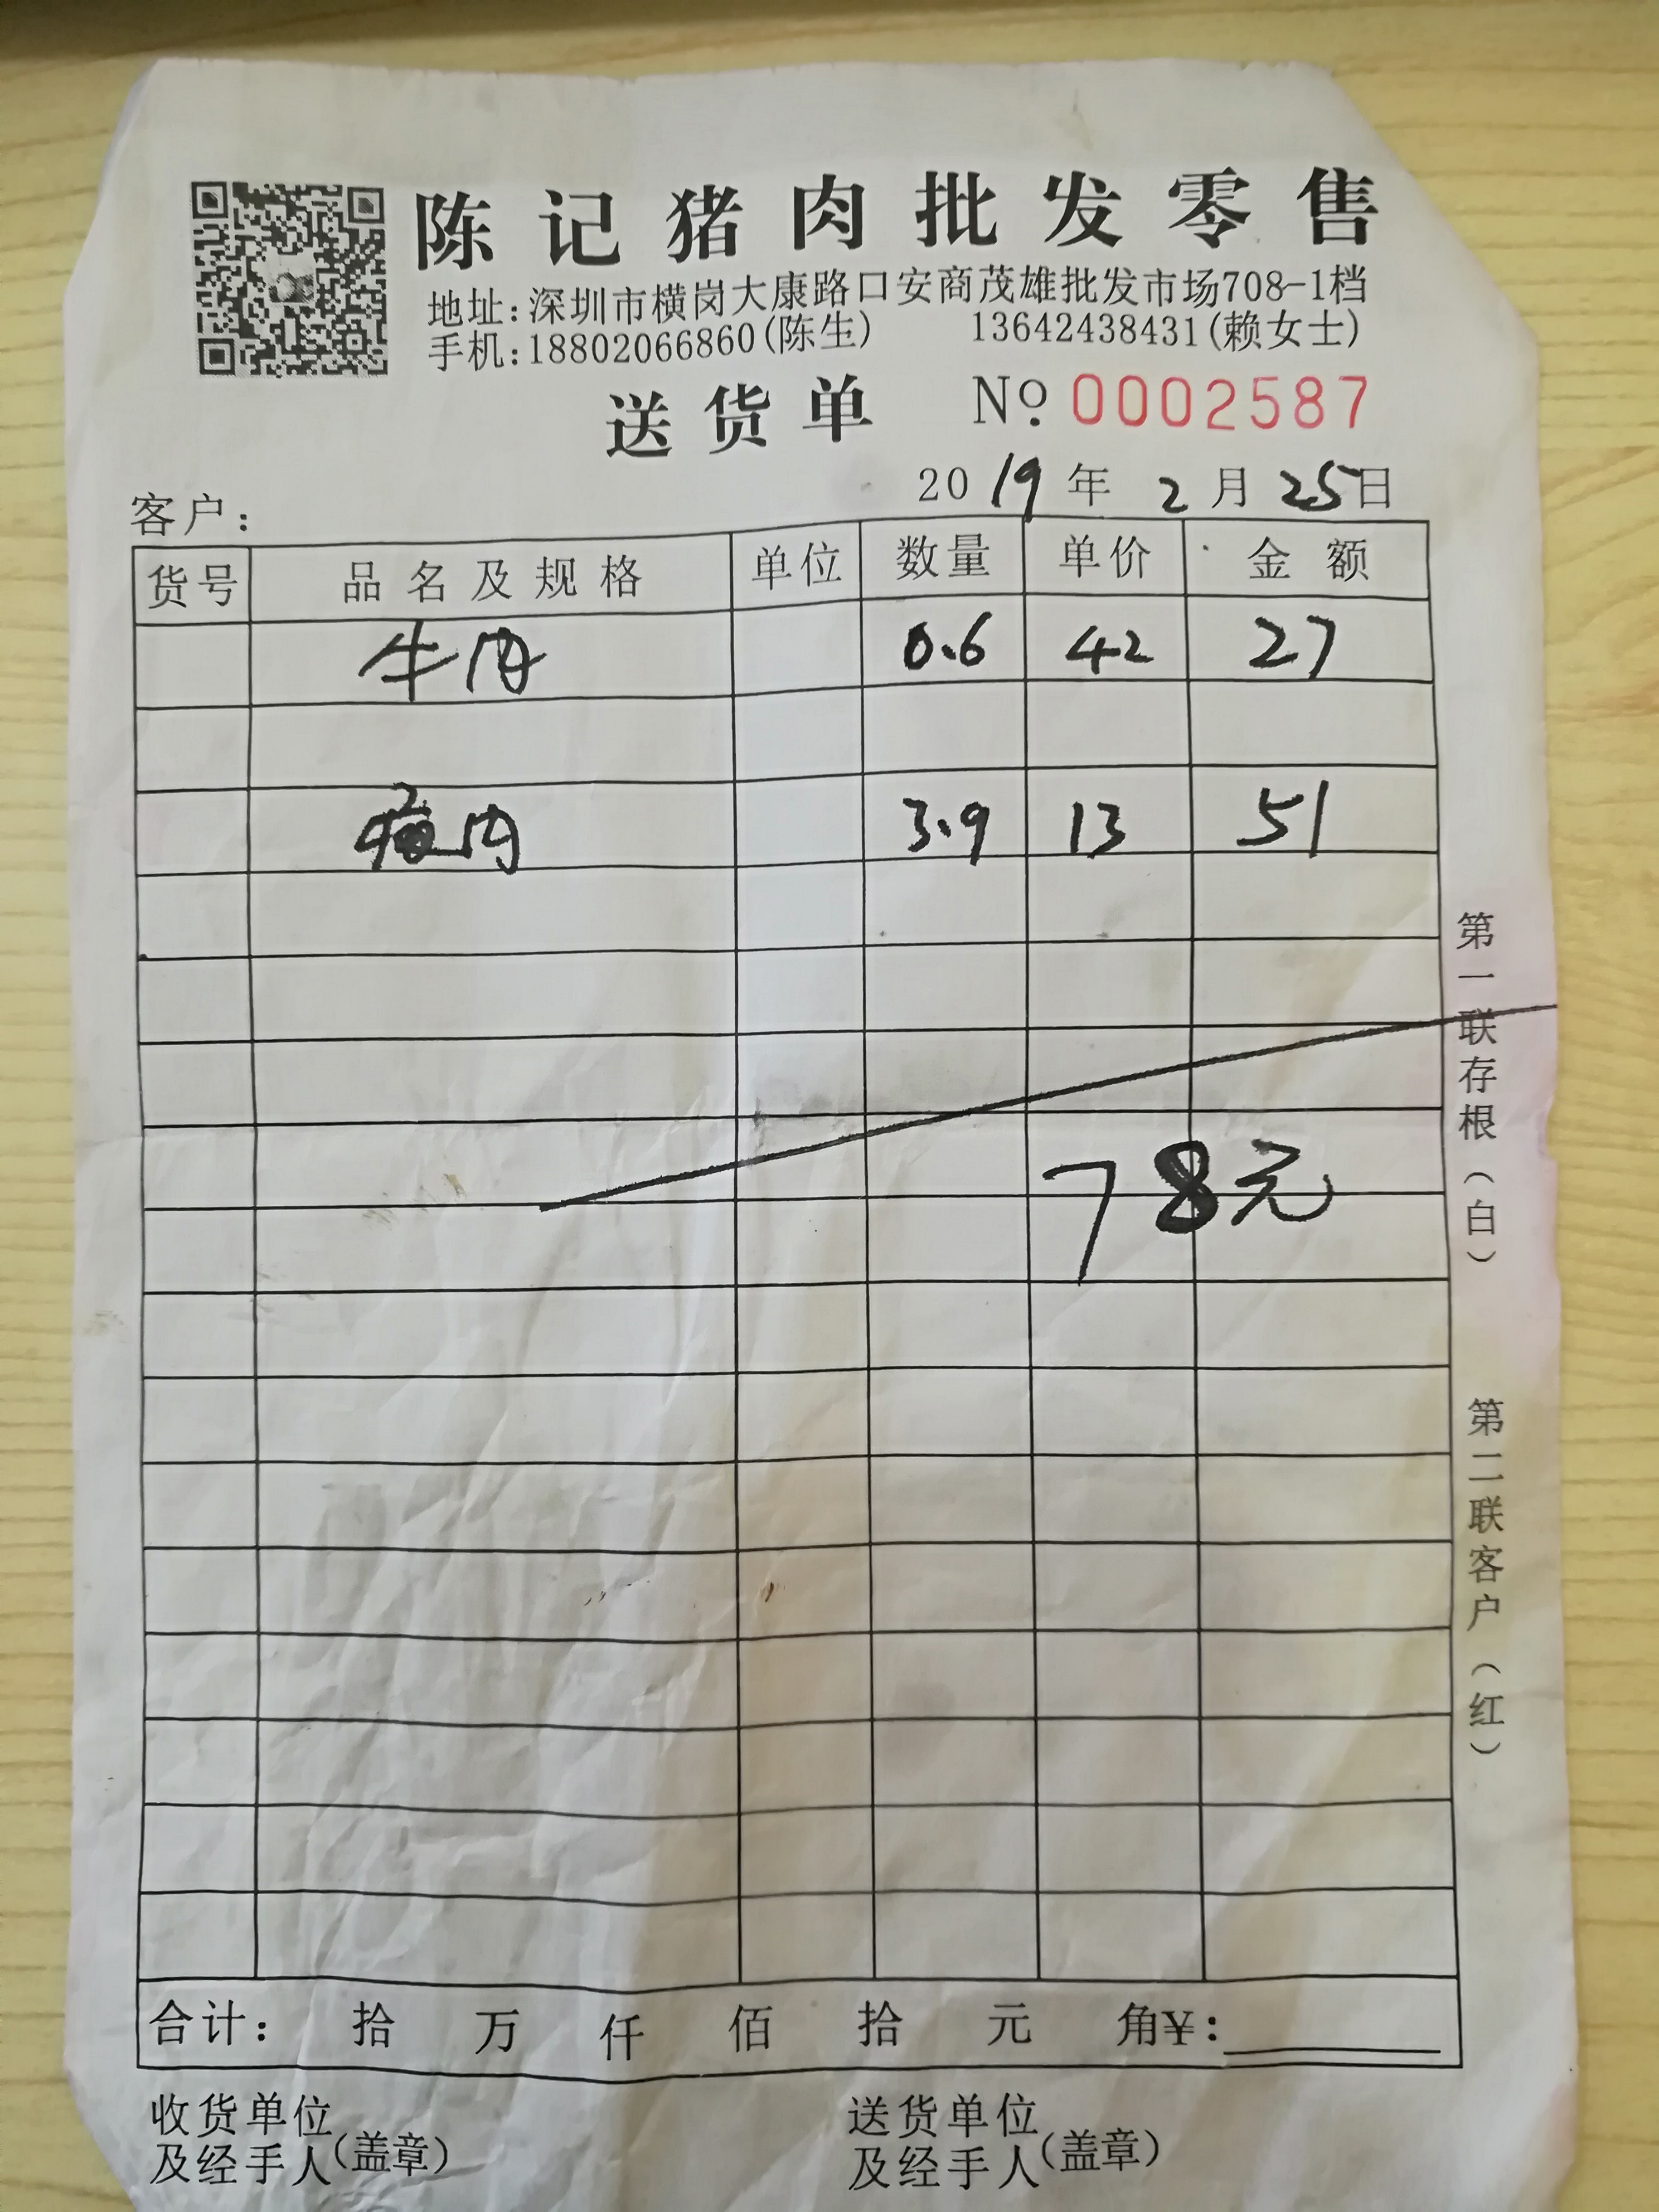 陈记猪肉批发零售
地址:深圳市横岗大康路口安商茂雄批发市场708-1档
手机:18802066860(陈生) 13642438431(赖女士)
送货单 No. 0002587
2019年2月25日
客户:
货号 品名及规格 单位 数量 单价 金额
牛肉 0.6 42 27
瘦肉 3.9 13 51
78元
合计: 拾 万 仟 佰 拾 元 角¥:
收货单位及经手人(盖章)
送货单位及经手人(盖章)
第一联存根(白)
第二联客户(红)